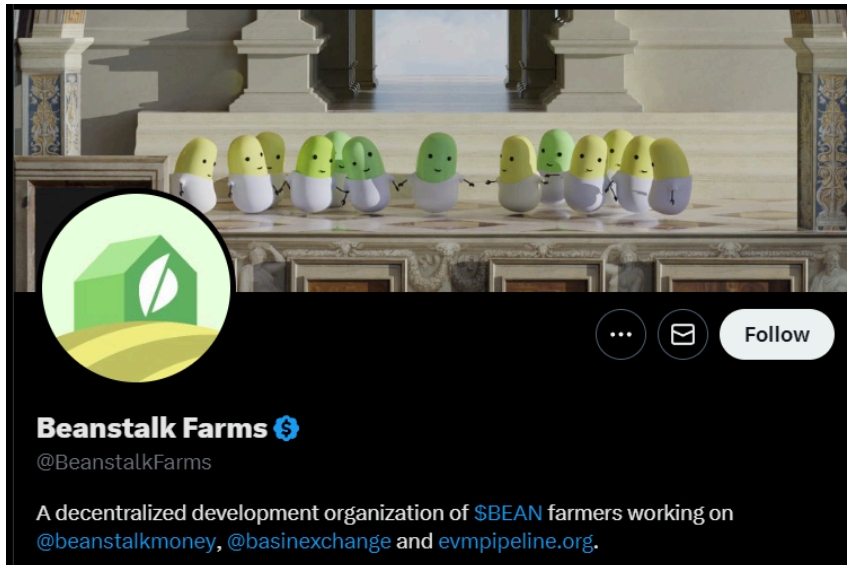 Follow
Beanstalk Farms
@BeanstalkFarms
A decentralized development organization of $BEAN farmers working on
@beanstalkmoney, @basinexchange and evmpipeline.org.